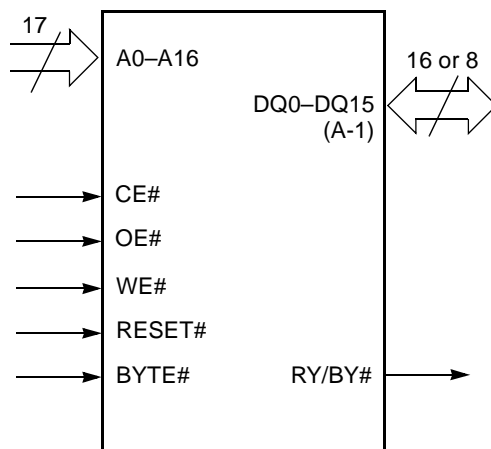 17
A0–A16
16 or 8
DQ0–DQ15
(A-1)
CE#
OE#
WE#
RESET#
BYTE#
RY/BY#